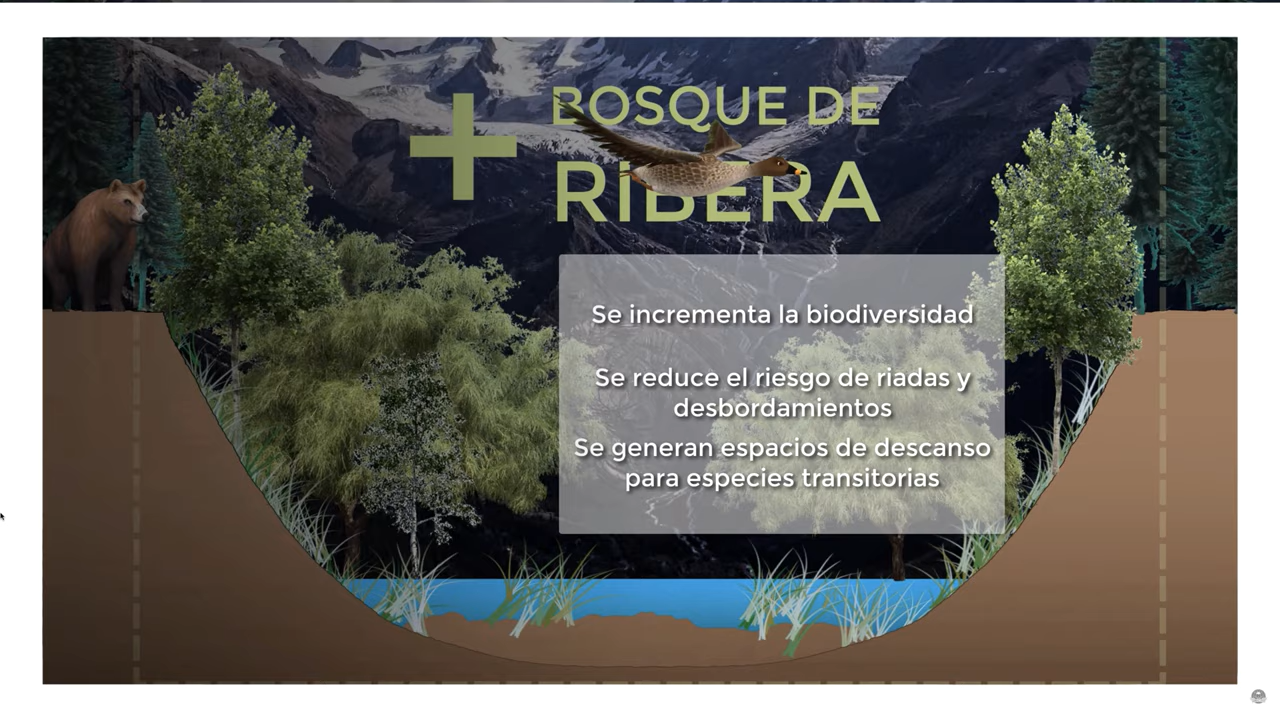 + BOSQUE DE
RIBERA
Se incrementa la biodiversidad
Se reduce el riesgo de riadas y
desbordamientos
Se generan espacios de descanso
para especies transitorias